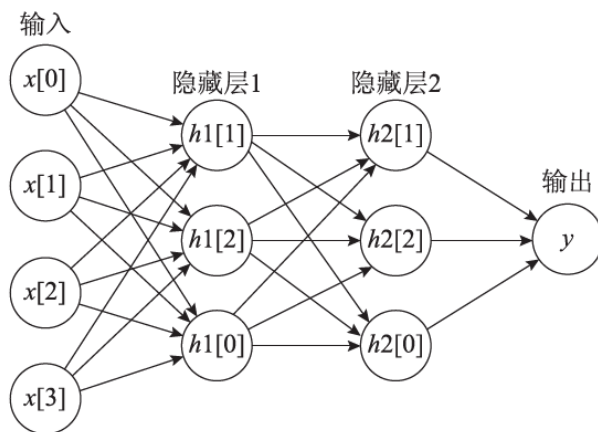 输入
x[0]
x[1]
x[2]
x[3]
隐藏层1
h1[1]
h1[2]
h1[0]
隐藏层2
h2[1]
h2[2]
h2[0]
输出
y